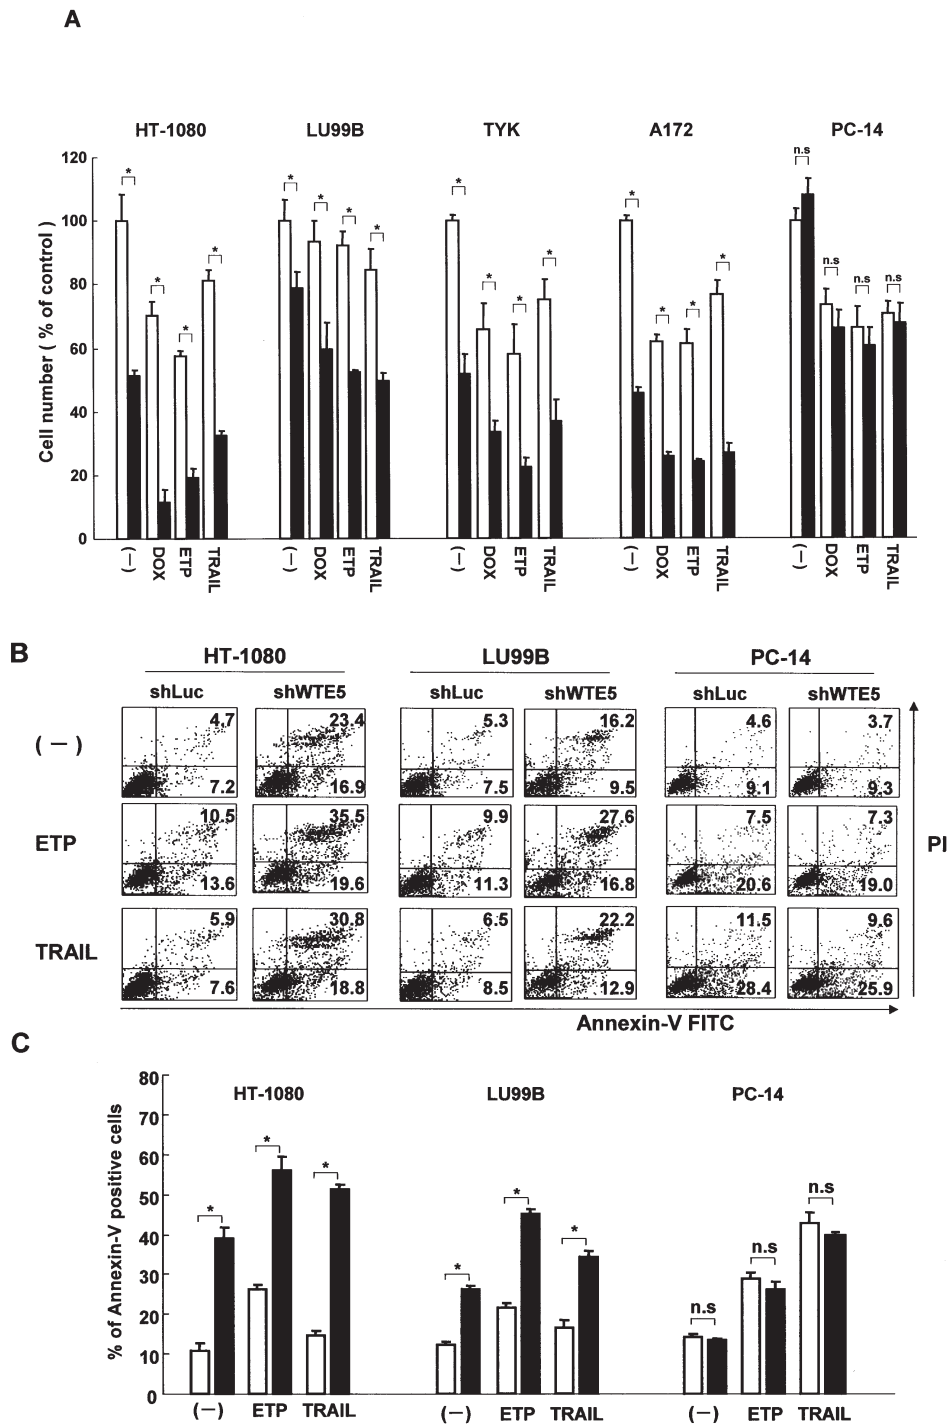 A
HT-1080 LU99B TYK A172 PC-14
Cell number ( % of control )
120
100
80
60
40
20
0
* * * *
* * * *
* * * *
* * * *
n.s n.s n.s n.s
(−) DOX ETP TRAIL
(−) DOX ETP TRAIL
(−) DOX ETP TRAIL
(−) DOX ETP TRAIL
(−) DOX ETP TRAIL
B
HT-1080 LU99B PC-14
shLuc shWTE5 shLuc shWTE5 shLuc shWTE5
(−)
4.7 23.4 5.3 16.2 4.6 3.7
7.2 16.9 7.5 9.5 9.1 9.3
ETP
10.5 35.5 9.9 27.6 7.5 7.3
13.6 19.6 11.3 16.8 20.6 19.0
TRAIL
5.9 30.8 6.5 22.2 11.5 9.6
7.6 18.8 8.5 12.9 28.4 25.9
PI
Annexin-V FITC
C
% of Annexin-V positive cells
80
70
60
50
40
30
20
10
0
HT-1080 LU99B PC-14
* * *
* * *
n.s n.s n.s
(−) ETP TRAIL (−) ETP TRAIL (−) ETP TRAIL